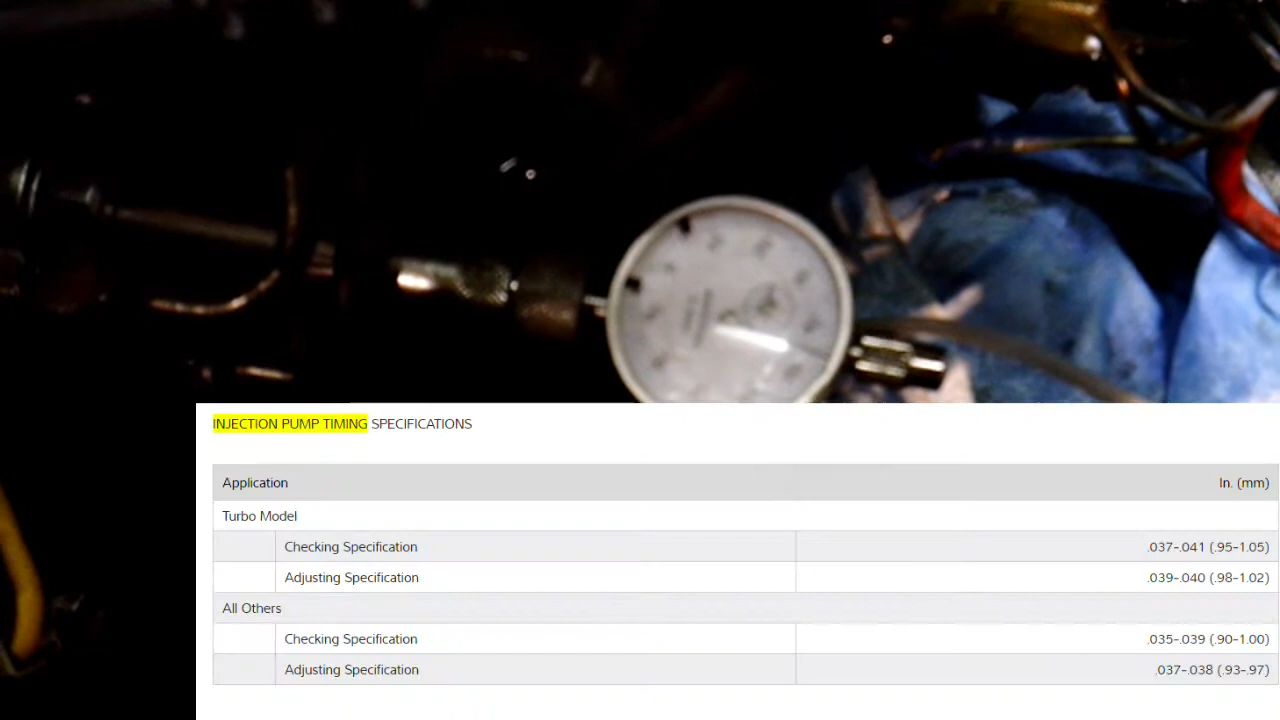 INJECTION PUMP TIMING SPECIFICATIONS
Application In. (mm)
Turbo Model
Checking Specification .037-.041 (.95-1.05)
Adjusting Specification .039-.040 (.98-1.02)
All Others
Checking Specification .035-.039 (.90-1.00)
Adjusting Specification .037-.038 (.93-.97)